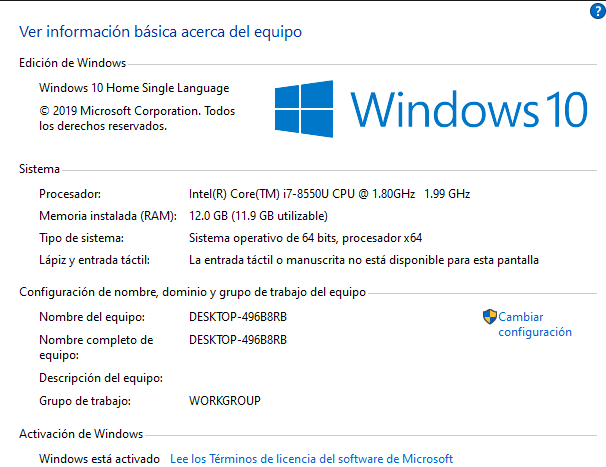 ?
Ver información básica acerca del equipo
Edición de Windows
Windows 10 Home Single Language
© 2019 Microsoft Corporation. Todos
los derechos reservados.
Windows 10
Sistema
Procesador: Intel(R) Core(TM) i7-8550U CPU @ 1.80GHz 1.99 GHz
Memoria instalada (RAM): 12.0 GB (11.9 GB utilizable)
Tipo de sistema: Sistema operativo de 64 bits, procesador x64
Lápiz y entrada táctil: La entrada táctil o manuscrita no está disponible para esta pantalla
Configuración de nombre, dominio y grupo de trabajo del equipo
Nombre del equipo: DESKTOP-496B8RB
Cambiar
configuración
Nombre completo de DESKTOP-496B8RB
equipo:
Descripción del equipo:
Grupo de trabajo: WORKGROUP
Activación de Windows
Windows está activado Lee los Términos de licencia del software de Microsoft